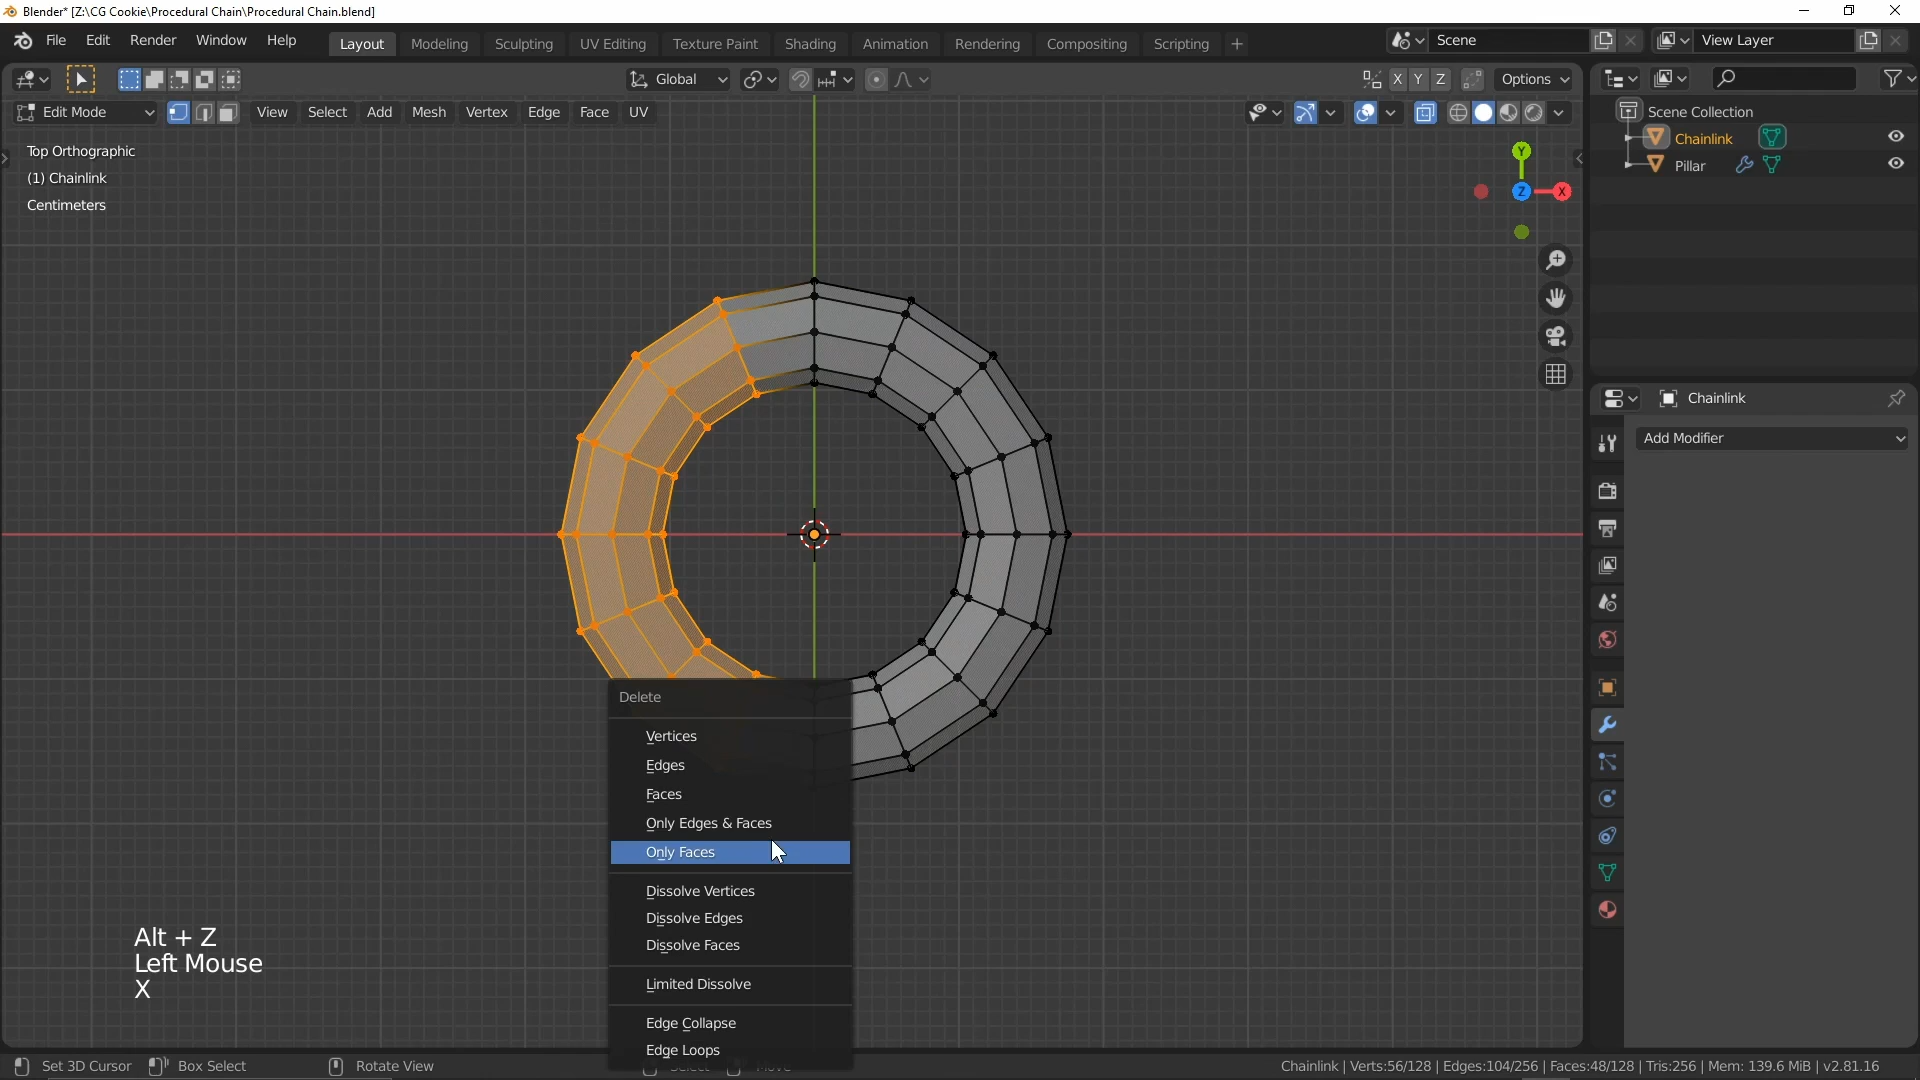 Blender* [Z:\CG Cookie\Procedural Chain\Procedural Chain.blend]
File Edit Render Window Help Layout Modeling Sculpting UV Editing Texture Paint Shading Animation Rendering Compositing Scripting + Scene View Layer
Global X Y Z Options
Edit Mode View Select Add Mesh Vertex Edge Face UV
Scene Collection
Chainlink
Pillar
Top Orthographic
(1) Chainlink
Centimeters
Y
Z X
Chainlink
Add Modifier
Delete
Vertices
Edges
Faces
Only Edges & Faces
Only Faces
Dissolve Vertices
Dissolve Edges
Dissolve Faces
Limited Dissolve
Edge Collapse
Edge Loops
Alt + Z
Left Mouse
X
Set 3D Cursor Box Select Rotate View Select Move Chainlink | Verts:56/128 | Edges:104/256 | Faces:48/128 | Tris:256 | Mem: 139.6 MiB | v2.81.16